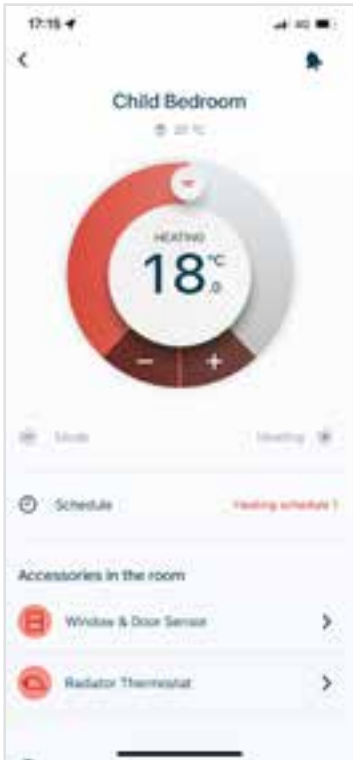 17:15
Child Bedroom
HEATING
18.0 °C
− +
Mode Heating
Schedule Heating schedule 1
Accessories in the room
Window & Door Sensor
Radiator Thermostat